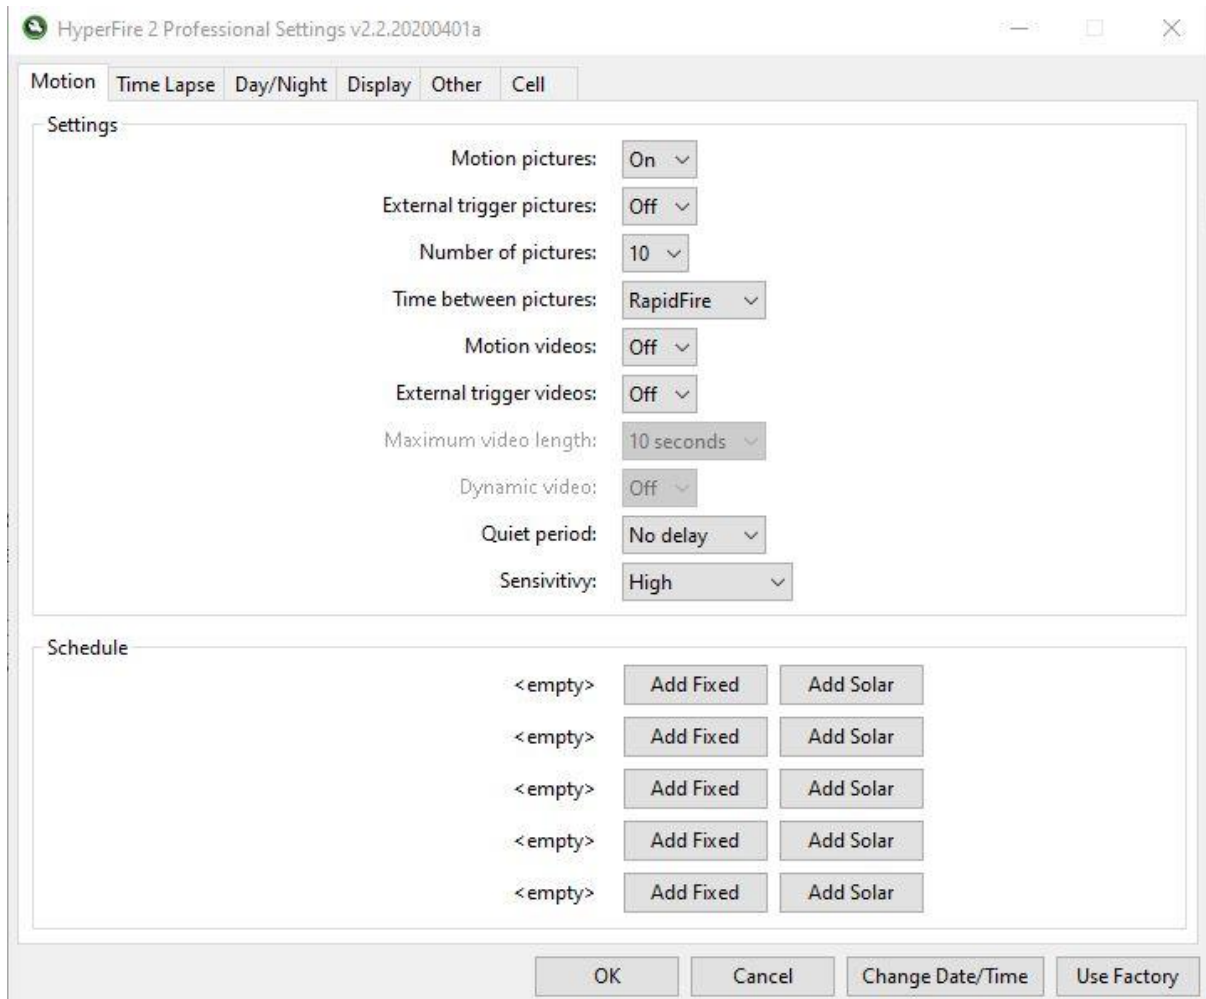 HyperFire 2 Professional Settings v2.2.20200401a
Motion Time Lapse Day/Night Display Other Cell
Settings
Motion pictures: On
External trigger pictures: Off
Number of pictures: 10
Time between pictures: RapidFire
Motion videos: Off
External trigger videos: Off
Maximum video length: 10 seconds
Dynamic video: Off
Quiet period: No delay
Sensivitivy: High
Schedule
<empty> Add Fixed Add Solar
<empty> Add Fixed Add Solar
<empty> Add Fixed Add Solar
<empty> Add Fixed Add Solar
<empty> Add Fixed Add Solar
OK Cancel Change Date/Time Use Factory